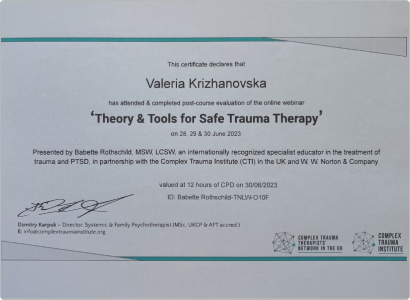 This certificate declares that
Valeria Krizhanovska
has attended & completed post-course evaluation of the online webinar
‘Theory & Tools for Safe Trauma Therapy’
on 28, 29 & 30 June 2023
Presented by Babette Rothschild, MSW, LCSW, an internationally recognized specialist educator in the treatment of
trauma and PTSD, in partnership with the Complex Trauma Institute (CTI) in the UK and W. W. Norton & Company
valued at 12 hours of CPD on 30/06/2023
ID: Babette Rothschild-TNLW-O10F
– Director, Systemic & Family Psychotherapist (MSc, UKCP & AFT accred.)
E: info@complextraumainstitute.org
COMPLEX TRAUMA
THERAPISTS'
NETWORK IN THE UK
COMPLEX
TRAUMA
INSTITUTE